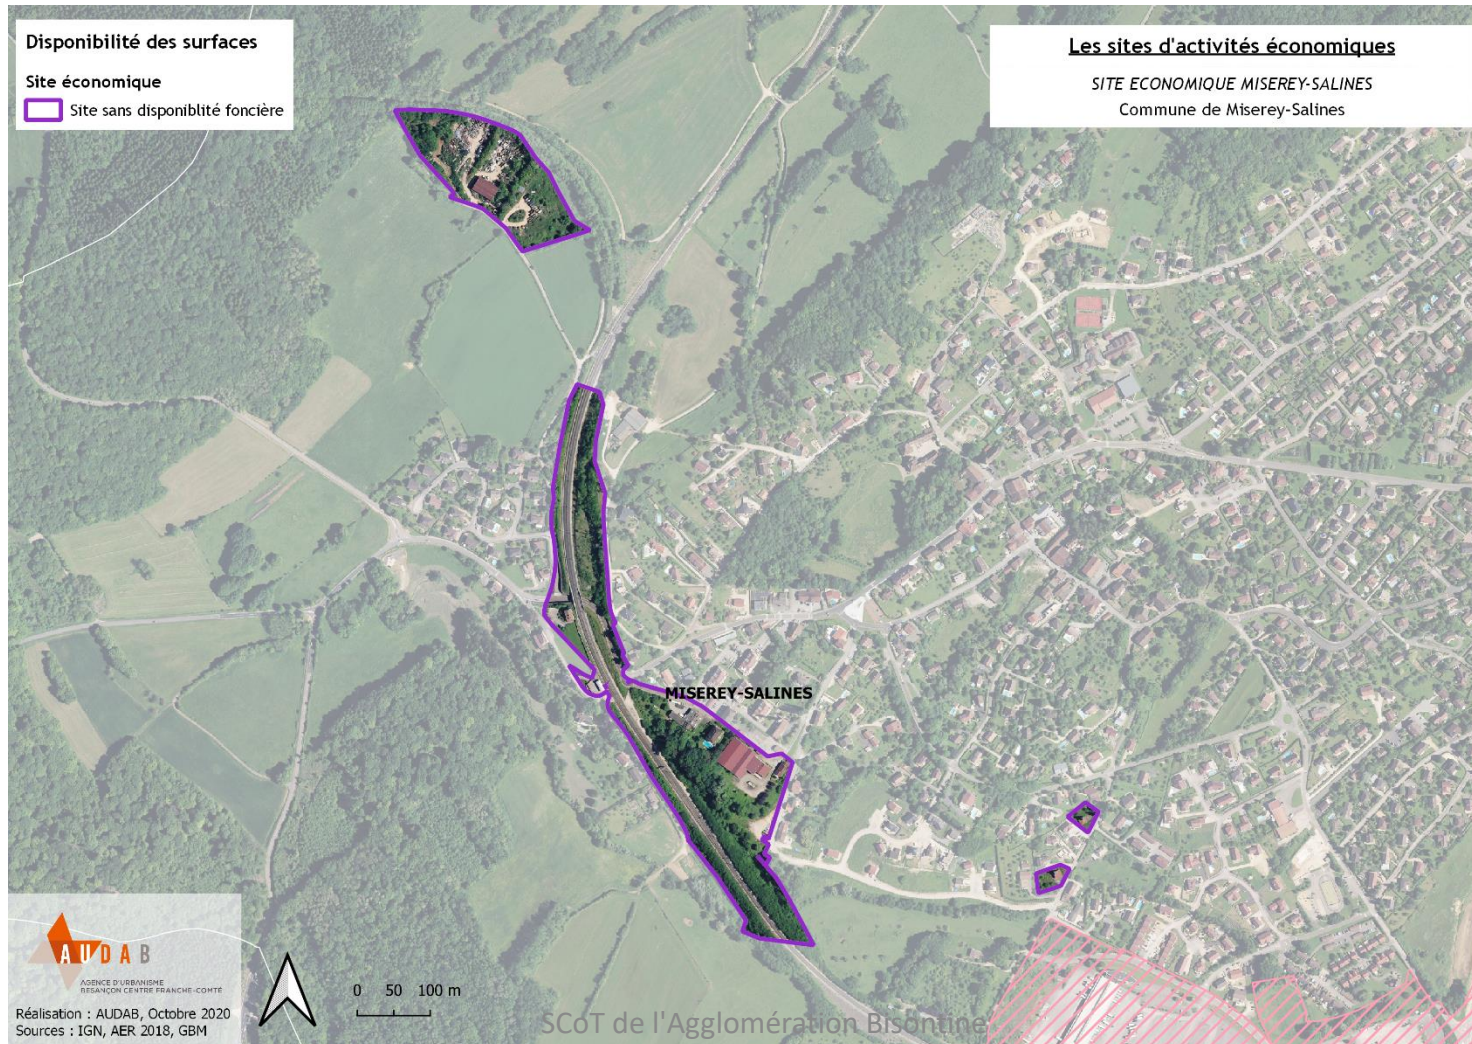 Disponibilité des surfaces
Site économique
Site sans disponiblité foncière
Les sites d'activités économiques
SITE ECONOMIQUE MISEREY-SALINES
Commune de Miserey-Salines
MISEREY-SALINES
AUDAB
AGENCE D'URBANISME
BESANÇON CENTRE FRANCHE-COMTÉ
Réalisation : AUDAB, Octobre 2020
Sources : IGN, AER 2018, GBM
0 50 100 m
SCoT de l'Agglomération Bisontine